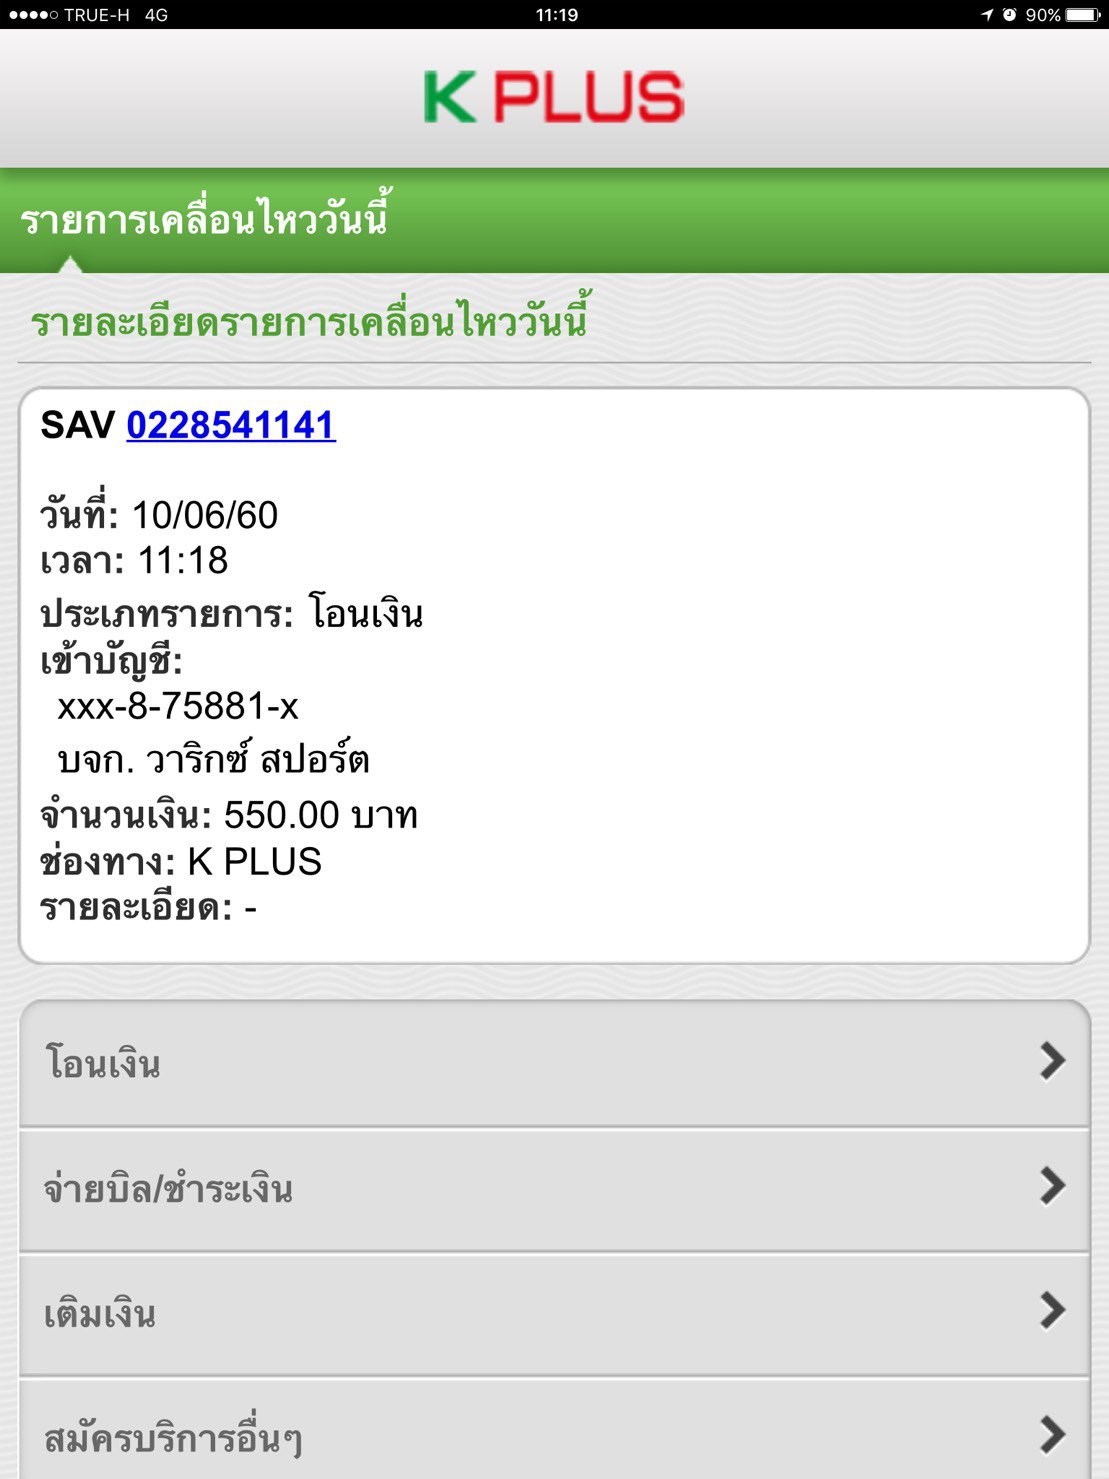 TRUE-H 4G 11:19 90%
K PLUS
รายการเคลื่อนไหววันนี้
รายละเอียดรายการเคลื่อนไหววันนี้
SAV 0228541141
วันที่: 10/06/60
เวลา: 11:18
ประเภทรายการ: โอนเงิน
เข้าบัญชี:
xxx-8-75881-x
บจก. วาริกซ์ สปอร์ต
จำนวนเงิน: 550.00 บาท
ช่องทาง: K PLUS
รายละเอียด: -
โอนเงิน
จ่ายบิล/ชำระเงิน
เติมเงิน
สมัครบริการอื่นๆ